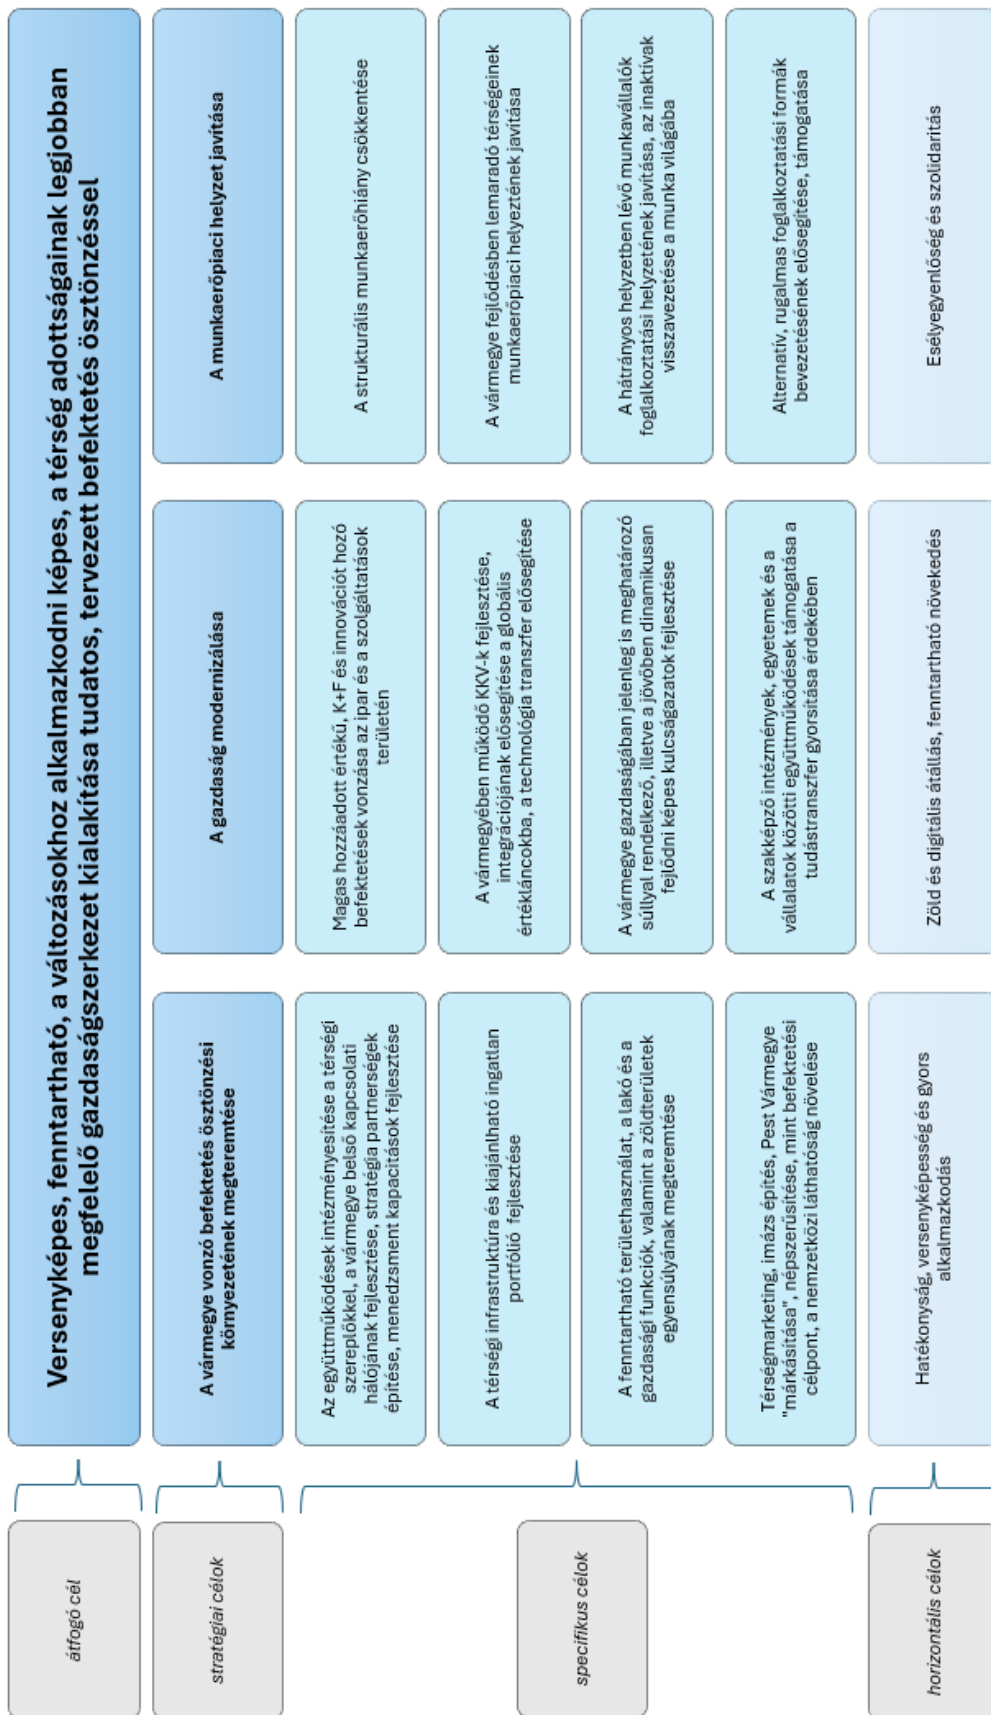 átfogó cél
Versenyképes, fenntartható, a változásokhoz alkalmazkodni képes, a térség adottságainak legjobban
megfelelő gazdaságszerkezet kialakítása tudatos, tervezett befektetés ösztönzéssel
stratégiai célok
A vármegye vonzó befektetés ösztönzési
környezetének megteremtése
A gazdaság modernizálása
A munkaerőpiaci helyzet javítása
specifikus célok
Az együttműködések intézményesítése a térségi
szereplőkkel, a vármegye belső kapcsolati
hálójának fejlesztése, stratégia partnerségek
építése, menedzsment kapacitások fejlesztése
Magas hozzáadott értékű, K+F és innovációt hozó
befektetések vonzása az ipar és a szolgáltatások
területén
A strukturális munkaerőhiány csökkentése
A térségi infrastruktúra és kiajánlható ingatlan
portfólió fejlesztése
A vármegyében működő KKV-k fejlesztése,
integrációjának elősegítése a globális
értékláncokba, a technológia transzfer elősegítése
A vármegye fejlődésben lemaradó térségeinek
munkaerőpiaci helyeztének javítása
A fenntartható területhasználat, a lakó és a
gazdasági funkciók, valamint a zöldterületek
egyensúlyának megteremtése
A vármegye gazdaságában jelenleg is meghatározó
súllyal rendelkező, illetve a jövőben dinamikusan
fejlődni képes kulcságazatok fejlesztése
A hátrányos helyzetben lévő munkavállalók
foglalkoztatási helyzetének javítása, az inaktívak
visszavezetése a munka világába
Térségmarketing, imázs építés, Pest Vármegye
"márkásítása", népszerűsítése, mint befektetési
célpont, a nemzetközi láthatóság növelése
A szakképző intézmények, egyetemek és a
vállalatok közötti együttműködések támogatása a
tudástranszfer gyorsítása érdekében
Alternatív, rugalmas foglalkoztatási formák
bevezetésének elősegítése, támogatása
horizontális célok
Hatékonyság, versenyképesség és gyors
alkalmazkodás
Zöld és digitális átállás, fenntartható növekedés
Esélyegyenlőség és szolidaritás